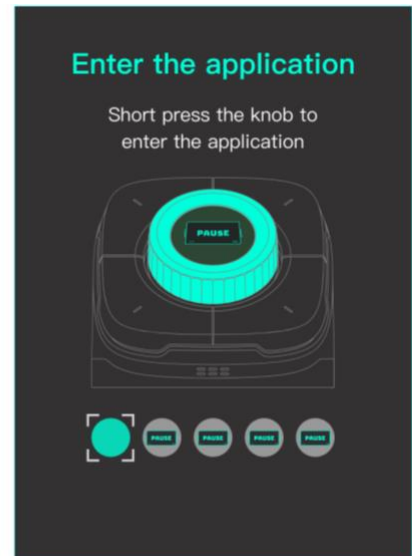 Enter the application
Short press the knob to
enter the application
PAUSE
PAUSE
PAUSE
PAUSE
PAUSE